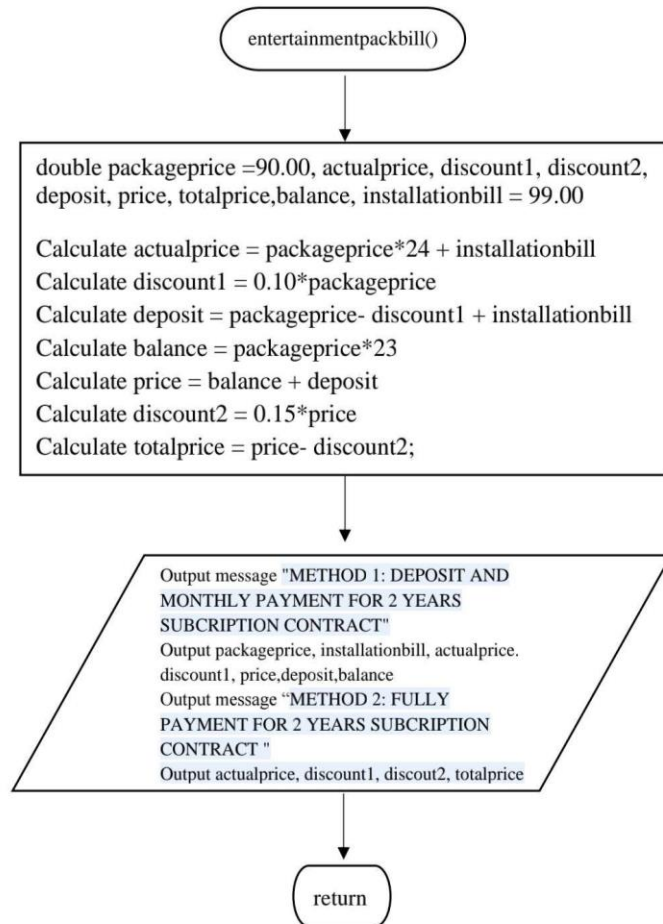 entertainmentpackbill()
double packageprice =90.00, actualprice, discount1, discount2,
deposit, price, totalprice,balance, installationbill = 99.00
Calculate actualprice = packageprice*24 + installationbill
Calculate discount1 = 0.10*packageprice
Calculate deposit = packageprice- discount1 + installationbill
Calculate balance = packageprice*23
Calculate price = balance + deposit
Calculate discount2 = 0.15*price
Calculate totalprice = price- discount2;
Output message "METHOD 1: DEPOSIT AND
MONTHLY PAYMENT FOR 2 YEARS
SUBCRIPTION CONTRACT"
Output packageprice, installationbill, actualprice.
discount1, price,deposit,balance
Output message “METHOD 2: FULLY
PAYMENT FOR 2 YEARS SUBCRIPTION
CONTRACT "
Output actualprice, discount1, discout2, totalprice
return